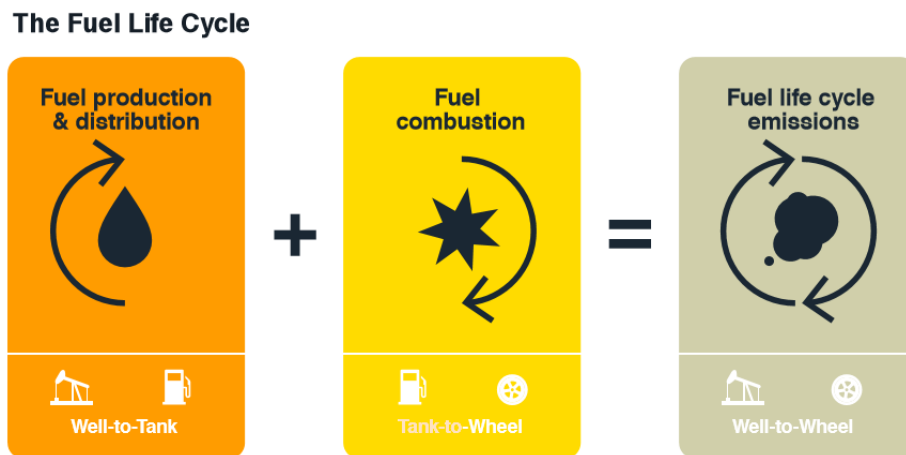 The Fuel Life Cycle
Fuel production
& distribution
Fuel
combustion
Fuel life cycle
emissions
+
=
Well-to-Tank
Tank-to-Wheel
Well-to-Wheel